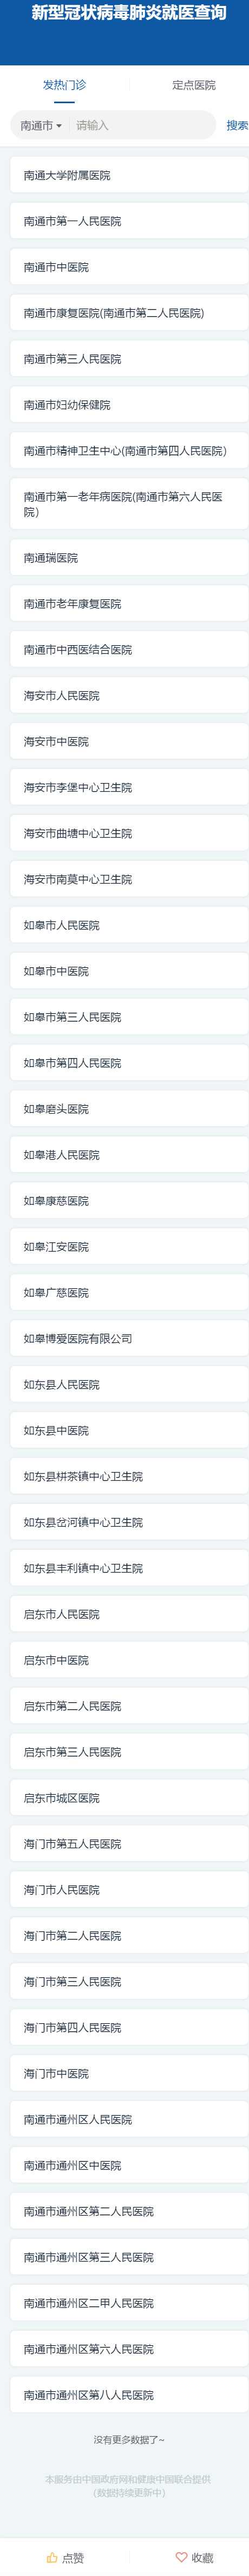 新型冠状病毒肺炎就医查询
发热门诊 定点医院
南通市 请输入 搜索
南通大学附属医院
南通市第一人民医院
南通市中医院
南通市康复医院(南通市第二人民医院)
南通市第三人民医院
南通市妇幼保健院
南通市精神卫生中心(南通市第四人民医院)
南通市第一老年病医院(南通市第六人民医
院)
南通瑞医院
南通市老年康复医院
南通市中西医结合医院
海安市人民医院
海安市中医院
海安市李堡中心卫生院
海安市曲塘中心卫生院
海安市南莫中心卫生院
如皋市人民医院
如皋市中医院
如皋市第三人民医院
如皋市第四人民医院
如皋磨头医院
如皋港人民医院
如皋康慈医院
如皋江安医院
如皋广慈医院
如皋博爱医院有限公司
如东县人民医院
如东县中医院
如东县栟茶镇中心卫生院
如东县岔河镇中心卫生院
如东县丰利镇中心卫生院
启东市人民医院
启东市中医院
启东市第二人民医院
启东市第三人民医院
启东市城区医院
海门市第五人民医院
海门市人民医院
海门市第二人民医院
海门市第三人民医院
海门市第四人民医院
海门市中医院
南通市通州区人民医院
南通市通州区中医院
南通市通州区第二人民医院
南通市通州区第三人民医院
南通市通州区二甲人民医院
南通市通州区第六人民医院
南通市通州区第八人民医院
没有更多数据了~
本服务由中国政府网和健康中国联合提供
(数据持续更新中)
点赞 收藏